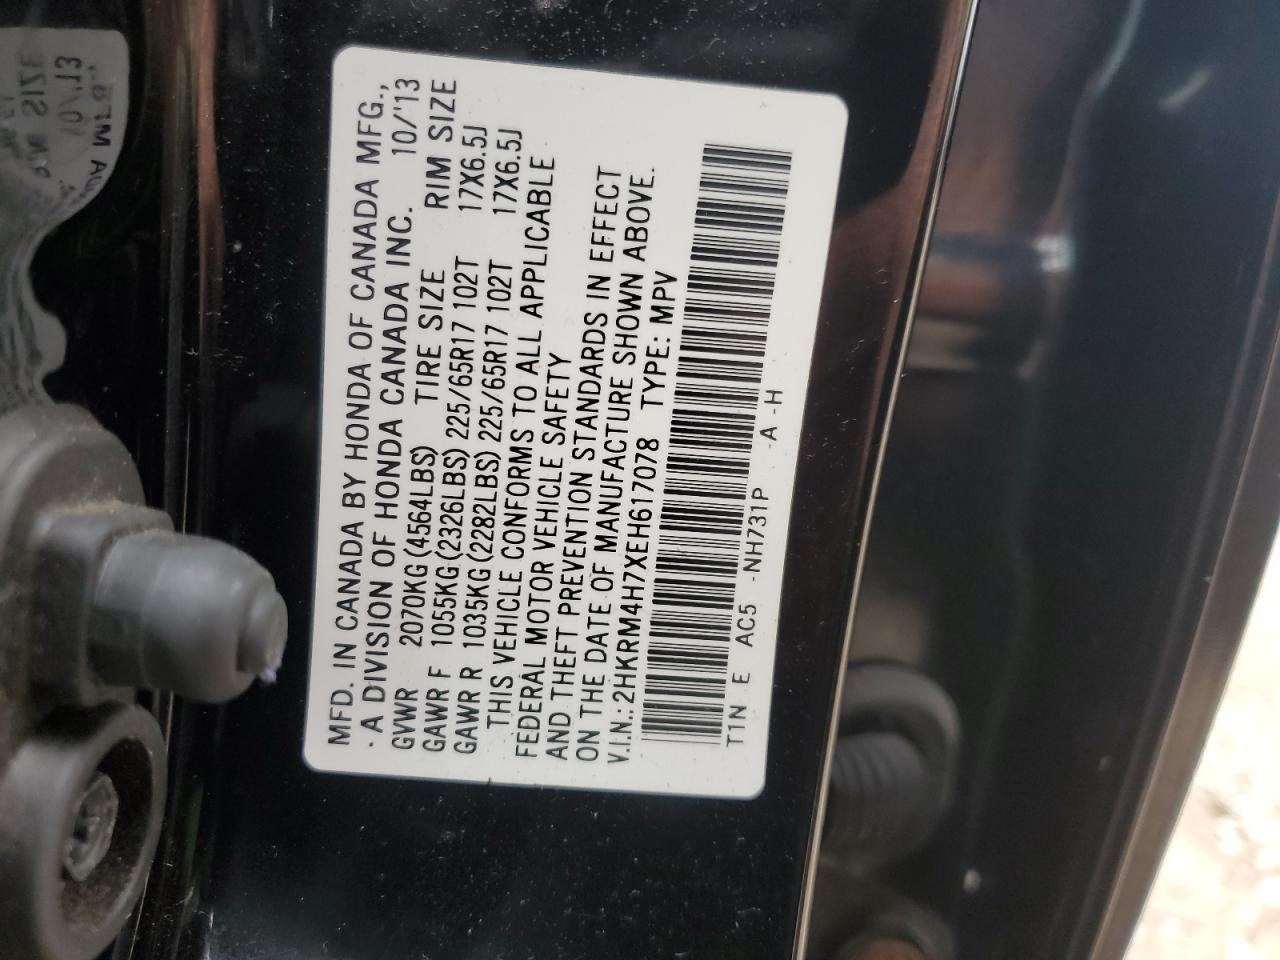 MFD. IN CANADA BY HONDA OF CANADA MFG.,
· A DIVISION OF HONDA CANADA INC. 10/'13
GVWR 2070KG (4564LBS) TIRE SIZE RIM SIZE
GAWR F 1055KG (2326LBS) 225/65R17 102T 17X6.5J
GAWR R 1035KG (2282LBS) 225/65R17 102T 17X6.5J
THIS VEHICLE CONFORMS TO ALL APPLICABLE
FEDERAL MOTOR VEHICLE SAFETY
AND THEFT PREVENTION STANDARDS IN EFFECT
ON THE DATE OF MANUFACTURE SHOWN ABOVE.
V.I.N.: 2HKRM4H7XEH617078 TYPE: MPV
T1N E AC5 -NH731P -A -H